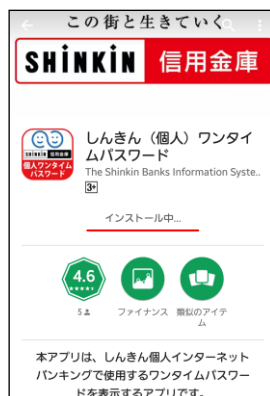 この街と生きていく
SHINKIN 信用金庫
しんきん（個人）ワンタイ
ムパスワード
The Shinkin Banks Information Syste..
3+
SHINKIN 信用金庫
個人ワンタイム
パスワード
インストール中...
4.6
5
ファイナンス
類似のアイテ
ム
本アプリは、しんきん個人インターネット
バンキングで使用するワンタイムパスワー
ドを表示するアプリです。